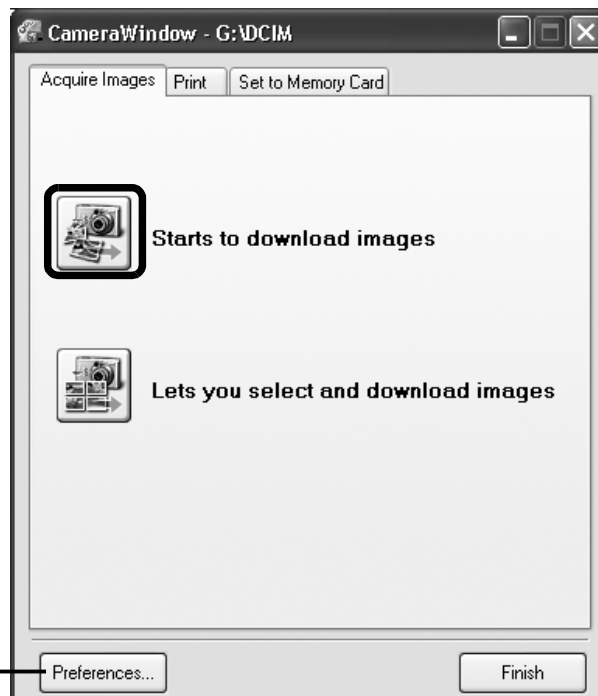 CameraWindow - G:\DCIM
Acquire Images Print Set to Memory Card
Starts to download images
Lets you select and download images
Preferences... Finish